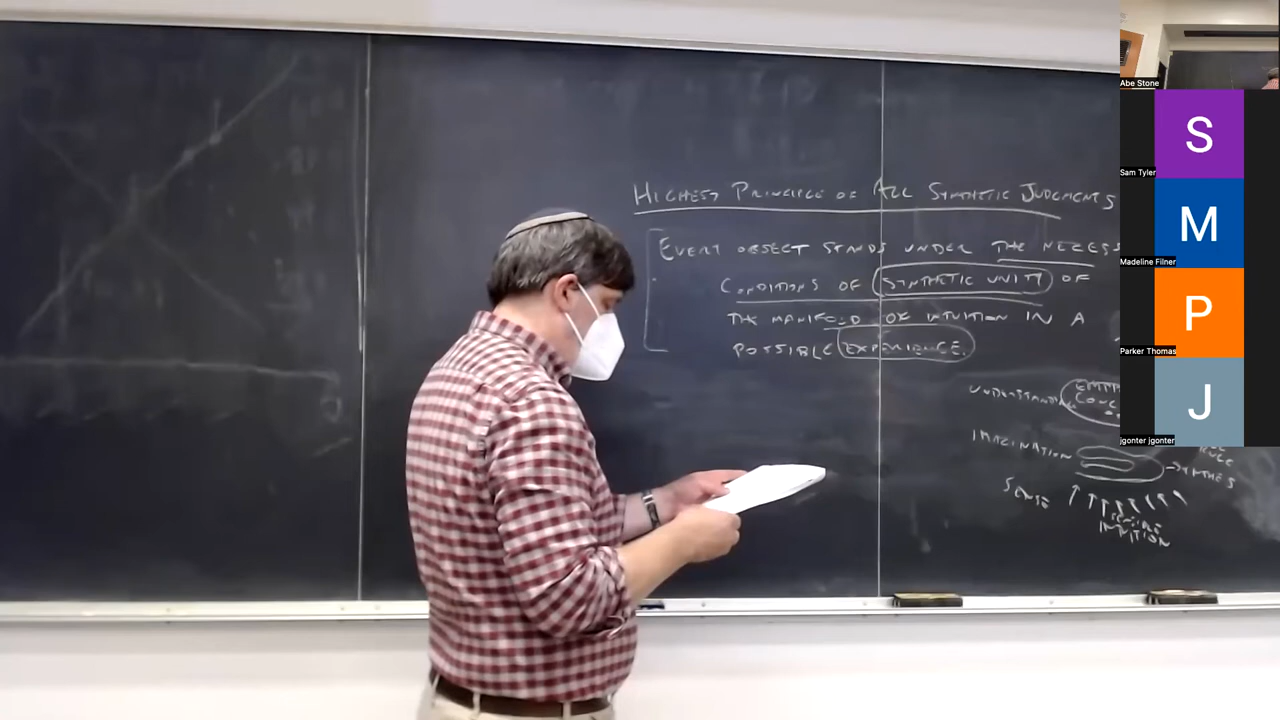 HIGHEST PRINCIPLE OF ALL SYNTHETIC JUDGMENTS
EVERY OBJECT STANDS UNDER THE NECESS
CONDITIONS OF SYNTHETIC UNITY OF
THE MANIFOLD OF INTUITION IN A
POSSIBLE EXPERIENCE.
UNDERSTANDING
IMAGINATION
SYNTHES
SENSE
INTUITION
Abe Stone
S
Sam Tyler
M
Madeline Filner
P
Parker Thomas
J
jgonter jgonter